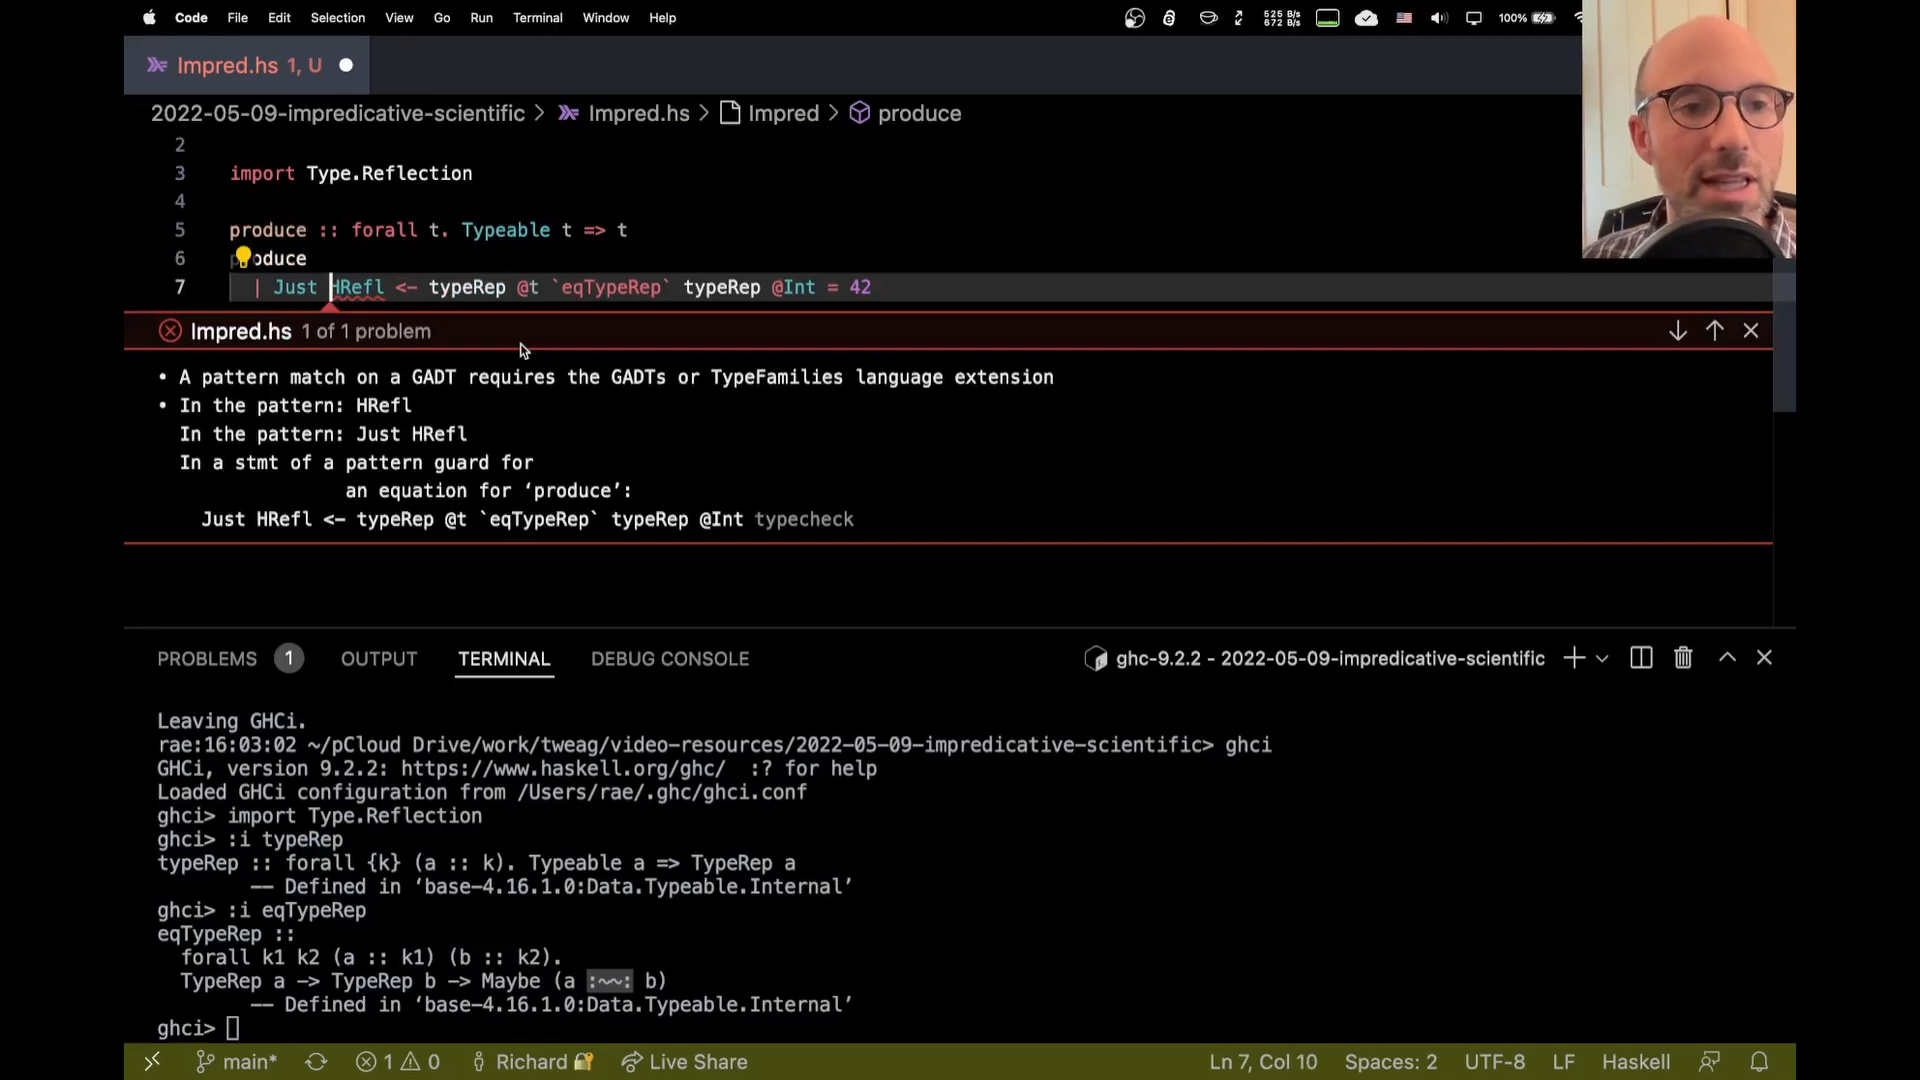 Code File Edit Selection View Go Run Terminal Window Help 525 B/s 672 B/s 100%
Impred.hs 1, U
2022-05-09-impredicative-scientific > Impred.hs > Impred > produce
2
3 import Type.Reflection
4
5 produce :: forall t. Typeable t => t
6 produce
7 | Just HRefl <- typeRep @t `eqTypeRep` typeRep @Int = 42
Impred.hs 1 of 1 problem
• A pattern match on a GADT requires the GADTs or TypeFamilies language extension
• In the pattern: HRefl
In the pattern: Just HRefl
In a stmt of a pattern guard for
an equation for ‘produce’:
Just HRefl <- typeRep @t `eqTypeRep` typeRep @Int typecheck
PROBLEMS 1 OUTPUT TERMINAL DEBUG CONSOLE ghc-9.2.2 - 2022-05-09-impredicative-scientific
Leaving GHCi.
rae:16:03:02 ~/pCloud Drive/work/tweag/video-resources/2022-05-09-impredicative-scientific> ghci
GHCi, version 9.2.2: https://www.haskell.org/ghc/  :? for help
Loaded GHCi configuration from /Users/rae/.ghc/ghci.conf
ghci> import Type.Reflection
ghci> :i typeRep
typeRep :: forall {k} (a :: k). Typeable a => TypeRep a
-- Defined in ‘base-4.16.1.0:Data.Typeable.Internal’
ghci> :i eqTypeRep
eqTypeRep ::
forall k1 k2 (a :: k1) (b :: k2).
TypeRep a -> TypeRep b -> Maybe (a :~~: b)
-- Defined in ‘base-4.16.1.0:Data.Typeable.Internal’
ghci>
main* 1 0 Richard Live Share Ln 7, Col 10 Spaces: 2 UTF-8 LF Haskell